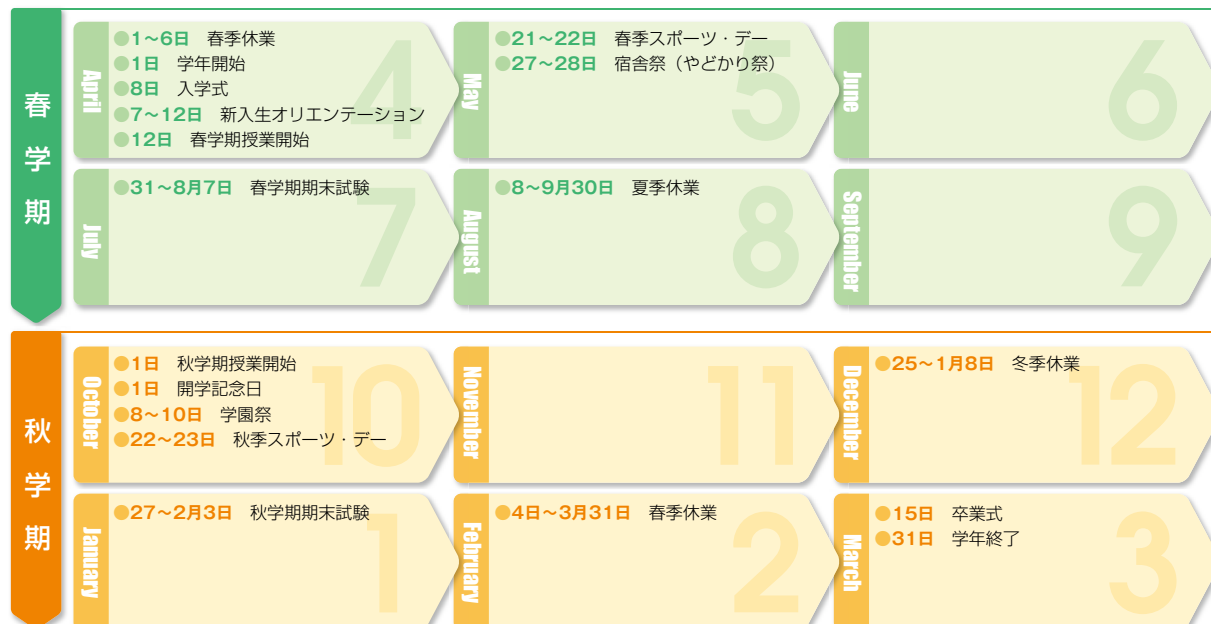 春学期
April
4
●1~6日 春季休業
●1日 学年開始
●8日 入学式
●7~12日 新入生オリエンテーション
●12日 春学期授業開始
May
5
●21~22日 春季スポーツ・デー
●27~28日 宿舎祭（やどかり祭）
June
6
July
7
●31~8月7日 春学期期末試験
August
8
●8~9月30日 夏季休業
September
9
秋学期
October
10
●1日 秋学期授業開始
●1日 開学記念日
●8~10日 学園祭
●22~23日 秋季スポーツ・デー
November
11
December
12
●25~1月8日 冬季休業
January
1
●27~2月3日 秋学期期末試験
February
2
●4日~3月31日 春季休業
March
3
●15日 卒業式
●31日 学年終了